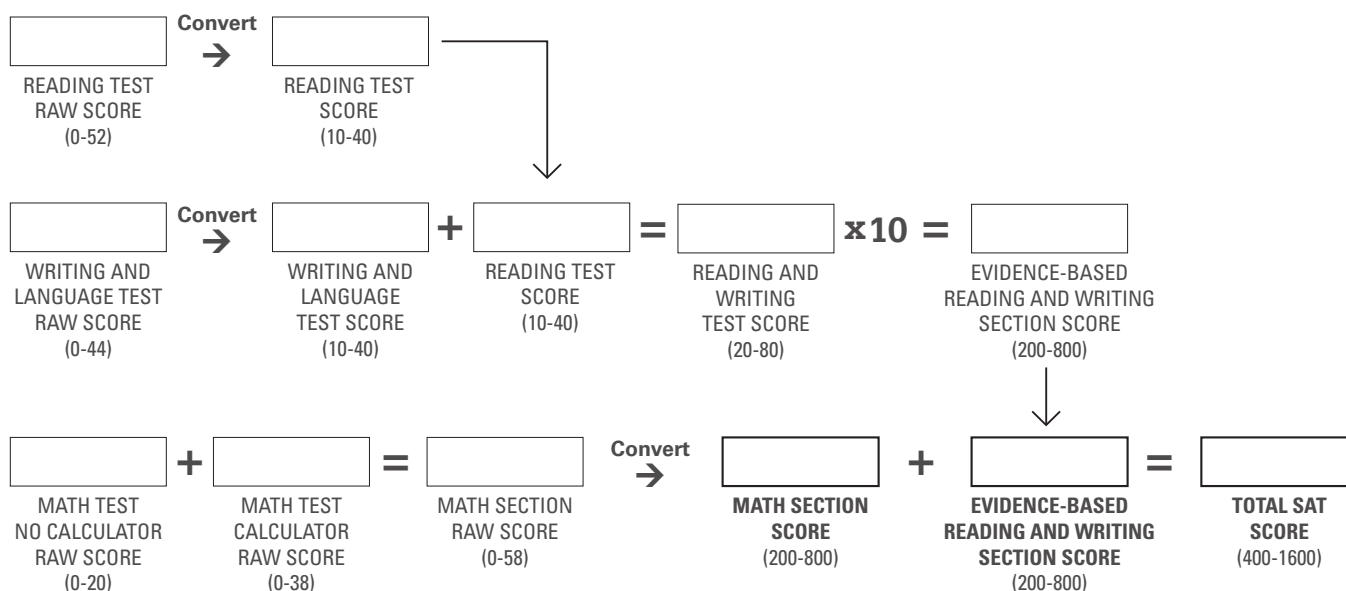 Convert
→
READING TEST
RAW SCORE
(0-52)
READING TEST
SCORE
(10-40)
Convert
→
+
=
x10 =
WRITING AND
LANGUAGE TEST
RAW SCORE
(0-44)
WRITING AND
LANGUAGE
TEST SCORE
(10-40)
READING TEST
SCORE
(10-40)
READING AND
WRITING
TEST SCORE
(20-80)
EVIDENCE-BASED
READING AND WRITING
SECTION SCORE
(200-800)
+
=
Convert
→
+
=
MATH TEST
NO CALCULATOR
RAW SCORE
(0-20)
MATH TEST
CALCULATOR
RAW SCORE
(0-38)
MATH SECTION
RAW SCORE
(0-58)
MATH SECTION
SCORE
(200-800)
EVIDENCE-BASED
READING AND WRITING
SECTION SCORE
(200-800)
TOTAL SAT
SCORE
(400-1600)